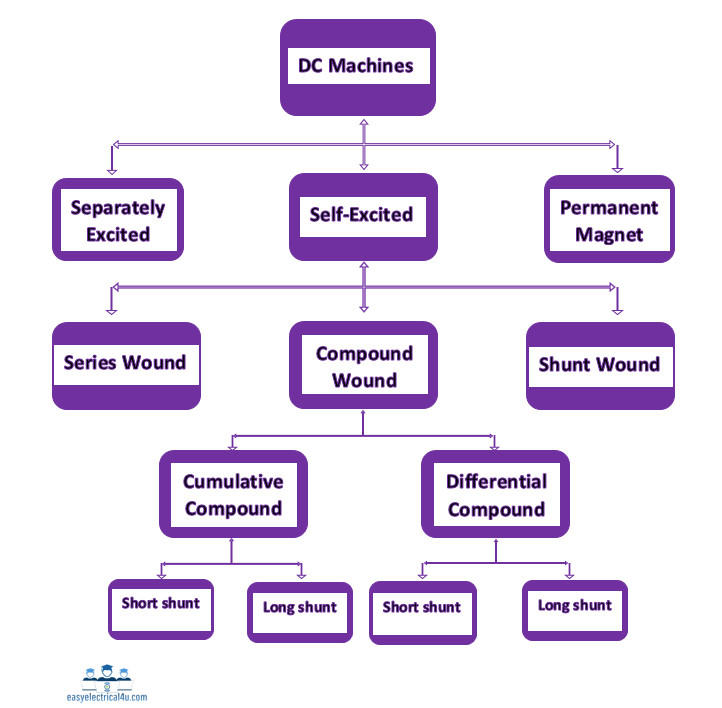 DC Machines
Separately
Excited
Self-Excited
Permanent
Magnet
Series Wound
Compound
Wound
Shunt Wound
Cumulative
Compound
Differential
Compound
Short shunt
Long shunt
Short shunt
Long shunt
easyelectrical4u.com